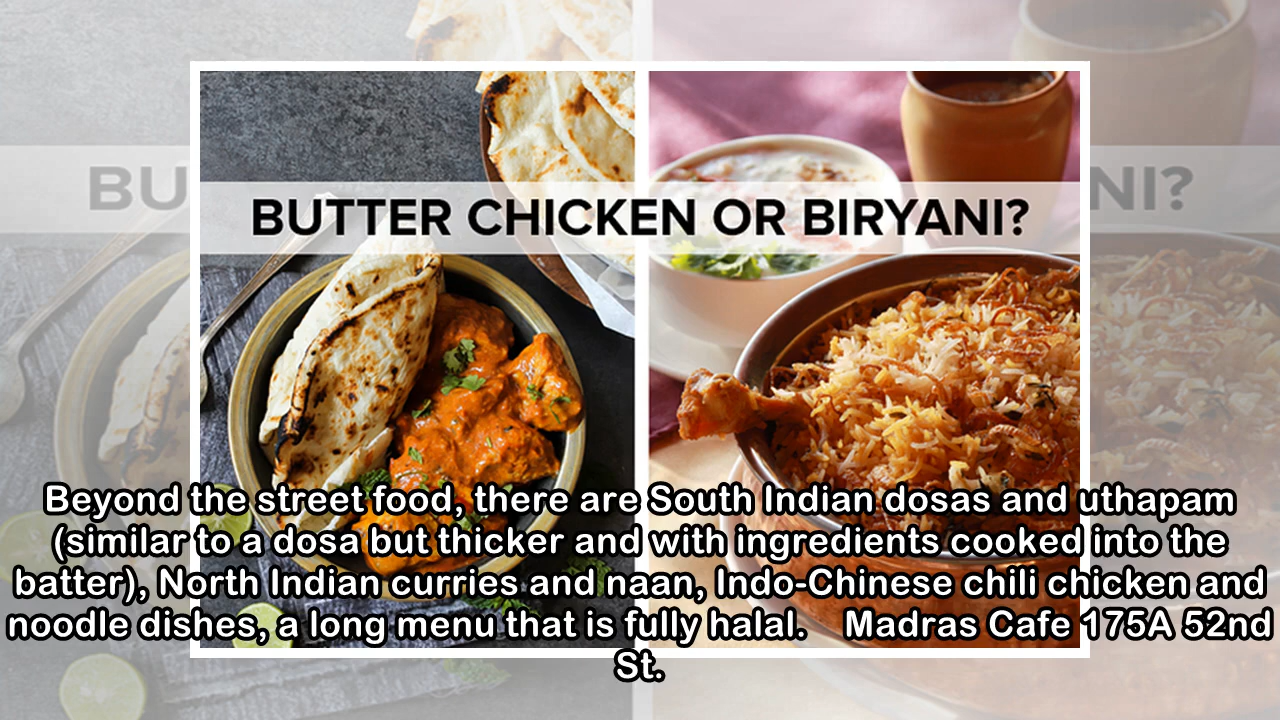 BU
NI?
BUTTER CHICKEN OR BIRYANI?
Beyond the street food, there are South Indian dosas and uthapam
(similar to a dosa but thicker and with ingredients cooked into the
batter), North Indian curries and naan, Indo-Chinese chili chicken and
noodle dishes, a long menu that is fully halal.    Madras Cafe 175A 52nd
St.